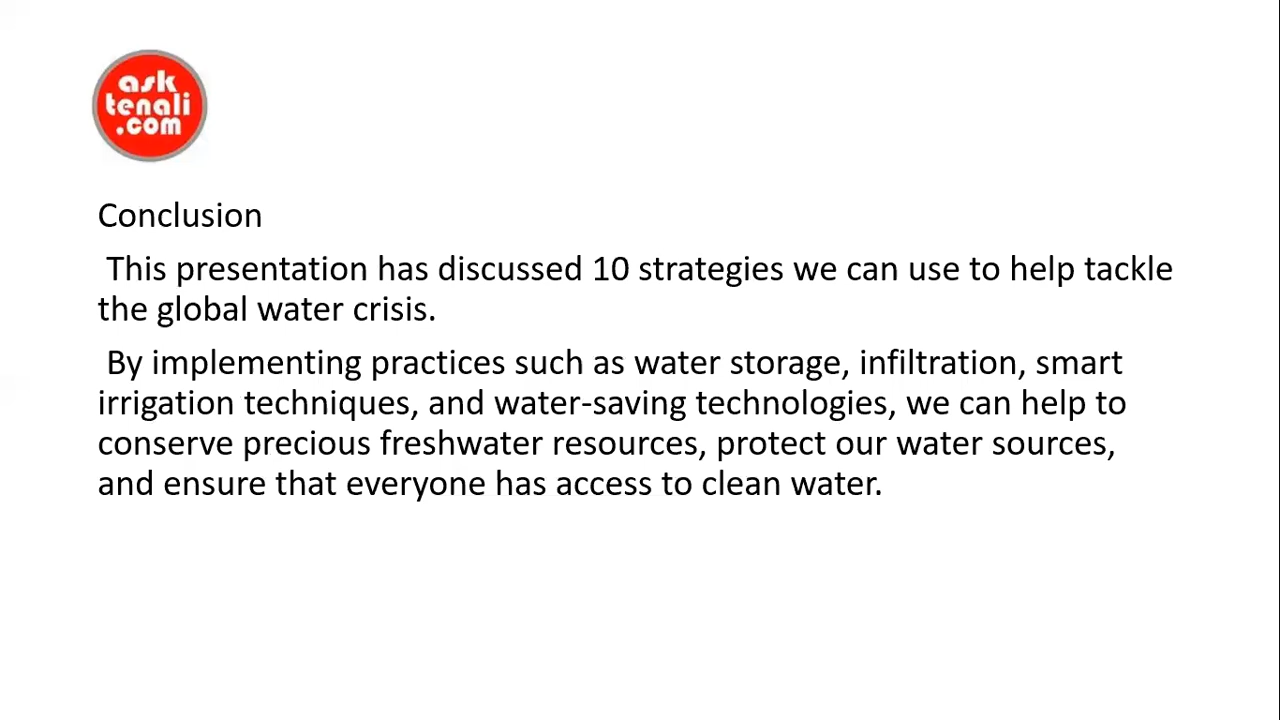 ask
tenali
.com
Conclusion
This presentation has discussed 10 strategies we can use to help tackle
the global water crisis.
By implementing practices such as water storage, infiltration, smart
irrigation techniques, and water-saving technologies, we can help to
conserve precious freshwater resources, protect our water sources,
and ensure that everyone has access to clean water.